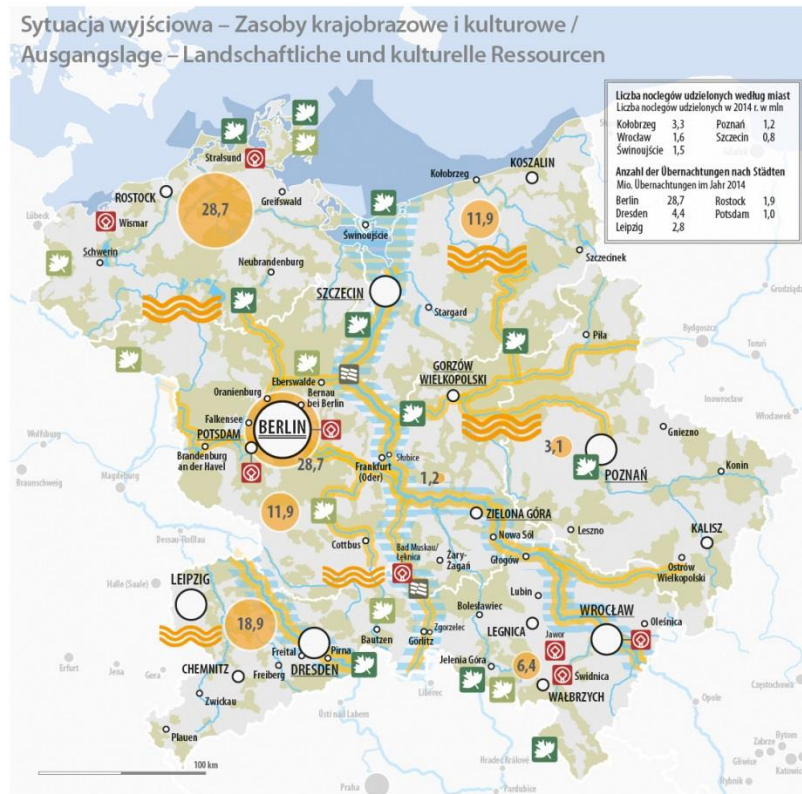 Sytuacja wyjściowa – Zasoby krajobrazowe i kulturowe /
Ausgangslage – Landschaftliche und kulturelle Ressourcen
Liczba noclegów udzielonych według miast
Liczba noclegów udzielonych w 2014 r. w mln
Kołobrzeg 3,3 Poznań 1,2
Wrocław 1,6 Szczecin 0,8
Świnoujście 1,5
Anzahl der Übernachtungen nach Städten
Mio. Übernachtungen im Jahr 2014
Berlin 28,7 Rostock 1,9
Dresden 4,4 Potsdam 1,0
Leipzig 2,8
Stralsund
ROSTOCK
Greifswald
28,7
Lübeck
Wismar
Schwerin
Neubrandenburg
Świnoujście
Kołobrzeg
KOSZALIN
11,9
Szczecinek
SZCZECIN
Stargard
Grudziądz
Piła
Bydgoszcz
Toruń
Inowrocław
Włocławek
Eberswalde
Oranienburg
Bernau
bei Berlin
GORZÓW
WIELKOPOLSKI
Falkensee
BERLIN
POTSDAM
Brandenburg
an der Havel
28,7
Wolfsburg
Magdeburg
Braunschweig
Słubice
Frankfurt
(Oder)
1,2
3,1
POZNAŃ
Gniezno
Konin
11,9
ZIELONA GÓRA
Leszno
KALISZ
Dessau-Roßlau
Cottbus
Nowa Sól
Bad Muskau/
Łęknica
Żary-
Żagań
Głogów
Ostrów
Wielkopolski
Halle (Saale)
LEIPZIG
18,9
Lubin
Bolesławiec
WROCŁAW
Oleśnica
LEGNICA
Jawor
Bautzen
Görlitz
Zgorzelec
Freital
Pirna
DRESDEN
Freiberg
CHEMNITZ
Zwickau
Plauen
Erfurt
Jena
Gera
Jelenia Góra
6,4
Świdnica
WAŁBRZYCH
Liberec
Ústí nad Labem
Opole
Częstochowa
Hradec Králové
Praha
Pardubice
Bytom
Zabrze
Gliwice
Katowice
Rybnik
100 km